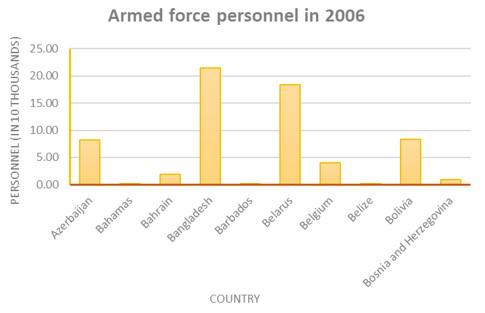 Armed force personnel in 2006
PERSONNEL (IN 10 THOUSANDS)
25.00
20.00
15.00
10.00
5.00
0.00
Azerbaijan
Bahamas
Bahrain
Bangladesh
Barbados
Belarus
Belgium
Belize
Bolivia
Bosnia and Herzegovina
COUNTRY